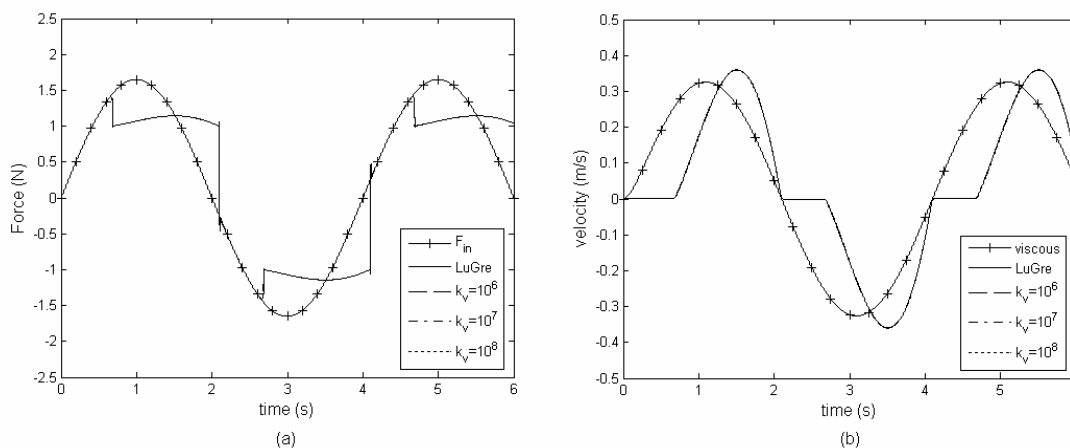 2.5
2
1.5
1
0.5
0
-0.5
-1
-1.5
-2
-2.5
Force (N)
0 1 2 3 4 5 6
time (s)
F_in
LuGre
k_v=10^6
k_v=10^7
k_v=10^8
(a)
0.5
0.4
0.3
0.2
0.1
0
-0.1
-0.2
-0.3
-0.4
-0.5
velocity (m/s)
0 1 2 3 4 5
time (s)
viscous
LuGre
k_v=10^6
k_v=10^7
k_v=10^8
(b)